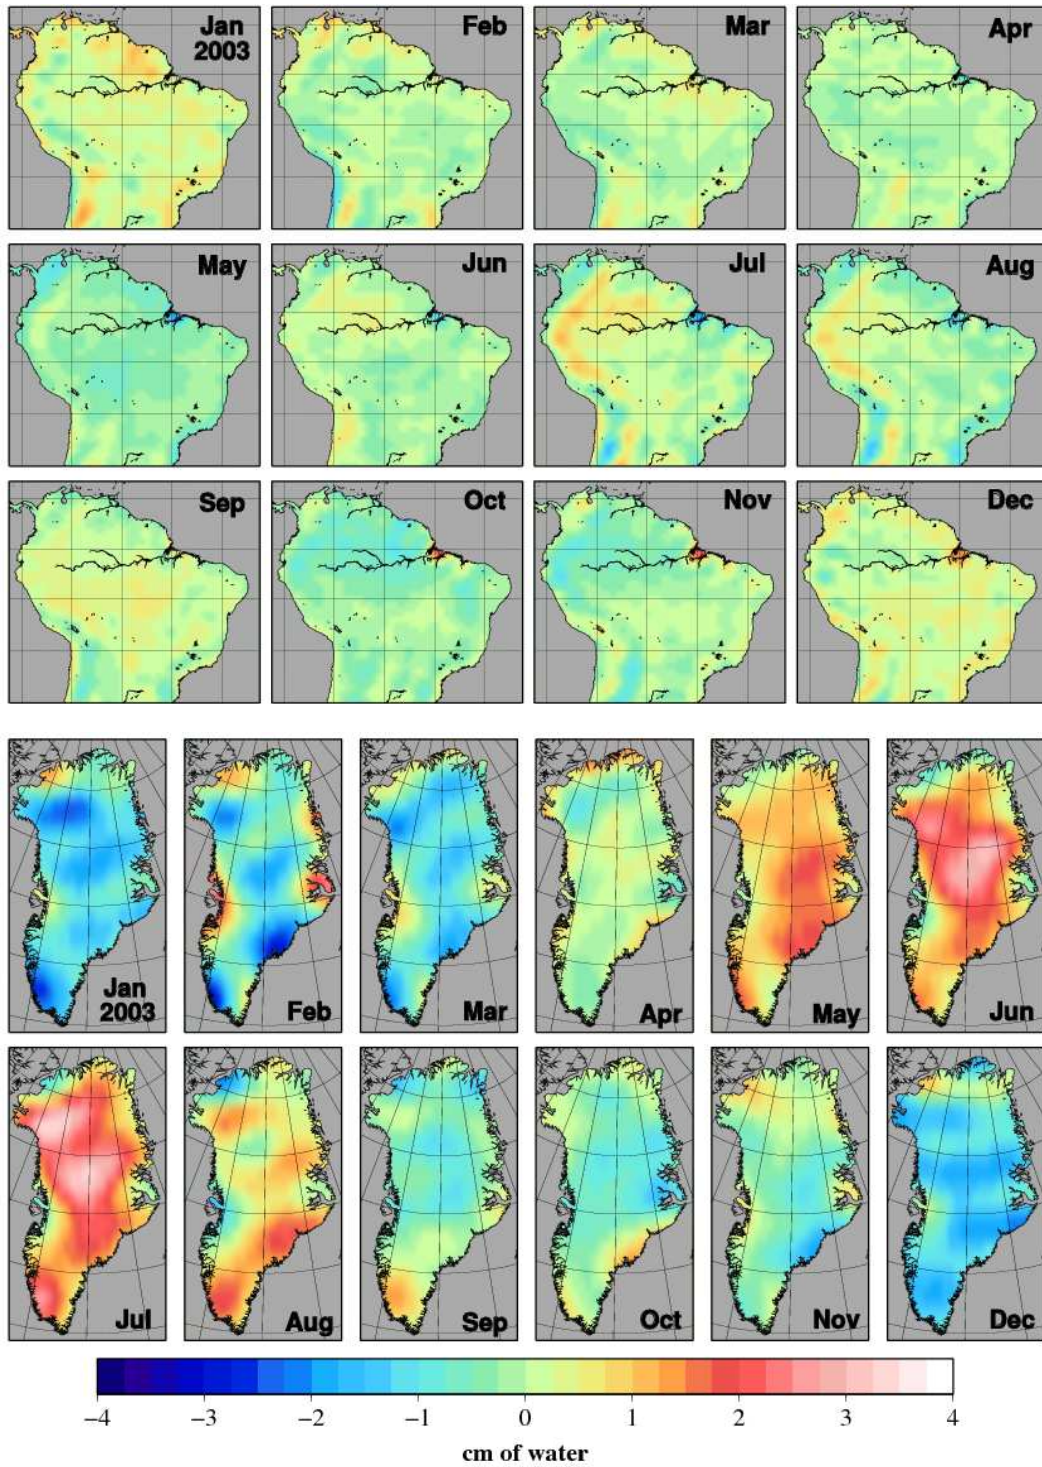 Jan
2003
Feb
Mar
Apr
May
Jun
Jul
Aug
Sep
Oct
Nov
Dec
Jan
2003
Feb
Mar
Apr
May
Jun
Jul
Aug
Sep
Oct
Nov
Dec
−4 −3 −2 −1 0 1 2 3 4
cm of water